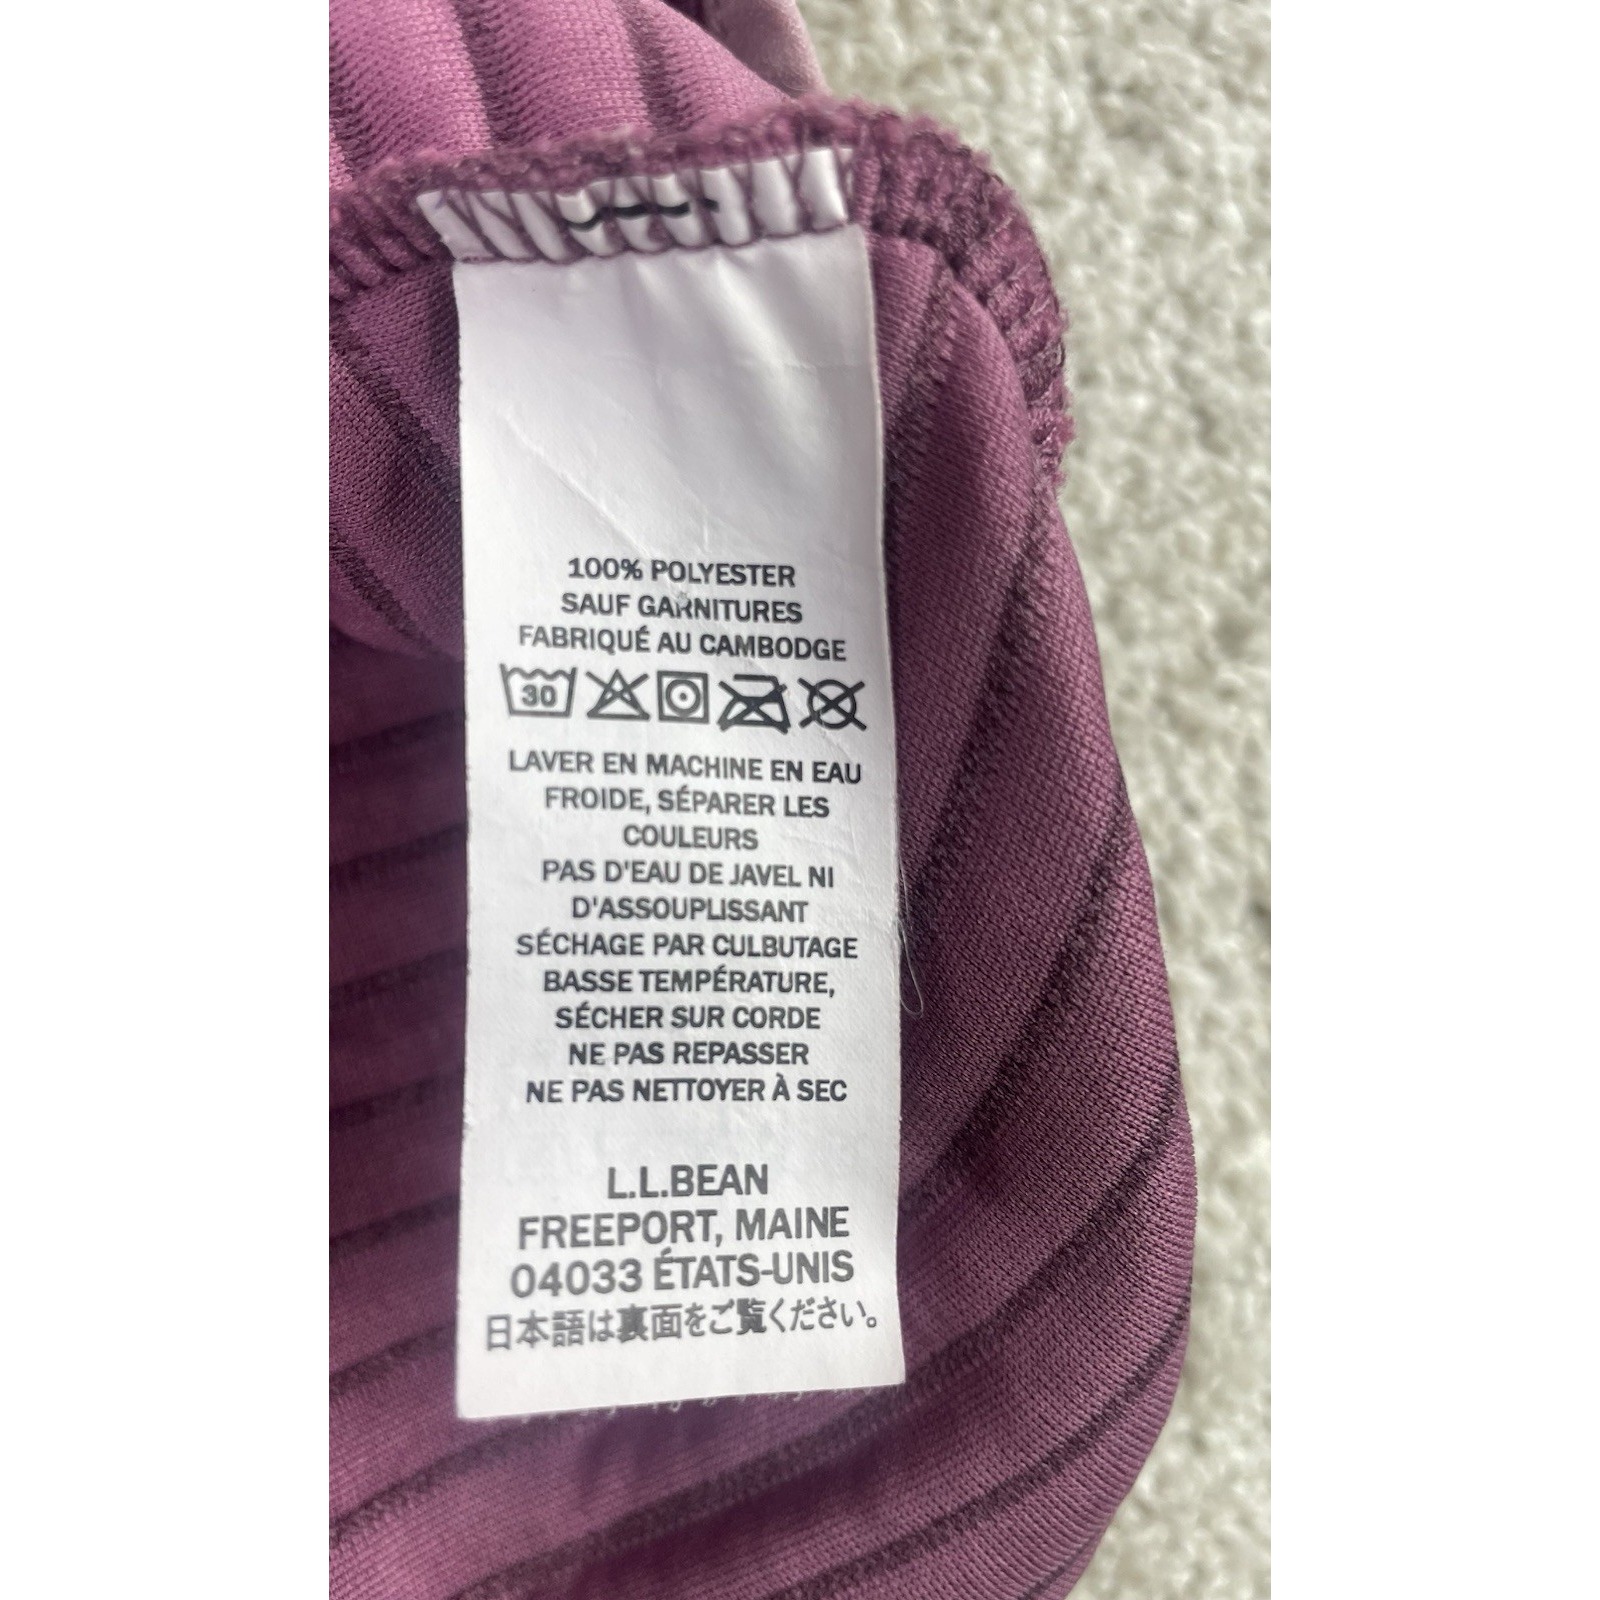 100% POLYESTER
SAUF GARNITURES
FABRIQUÉ AU CAMBODGE
30
LAVER EN MACHINE EN EAU
FROIDE, SÉPARER LES
COULEURS
PAS D'EAU DE JAVEL NI
D'ASSOUPLISSANT
SÉCHAGE PAR CULBUTAGE
BASSE TEMPÉRATURE,
SÉCHER SUR CORDE
NE PAS REPASSER
NE PAS NETTOYER À SEC
L.L.BEAN
FREEPORT, MAINE
04033 ÉTATS-UNIS
日本語は裏面をご覧ください。